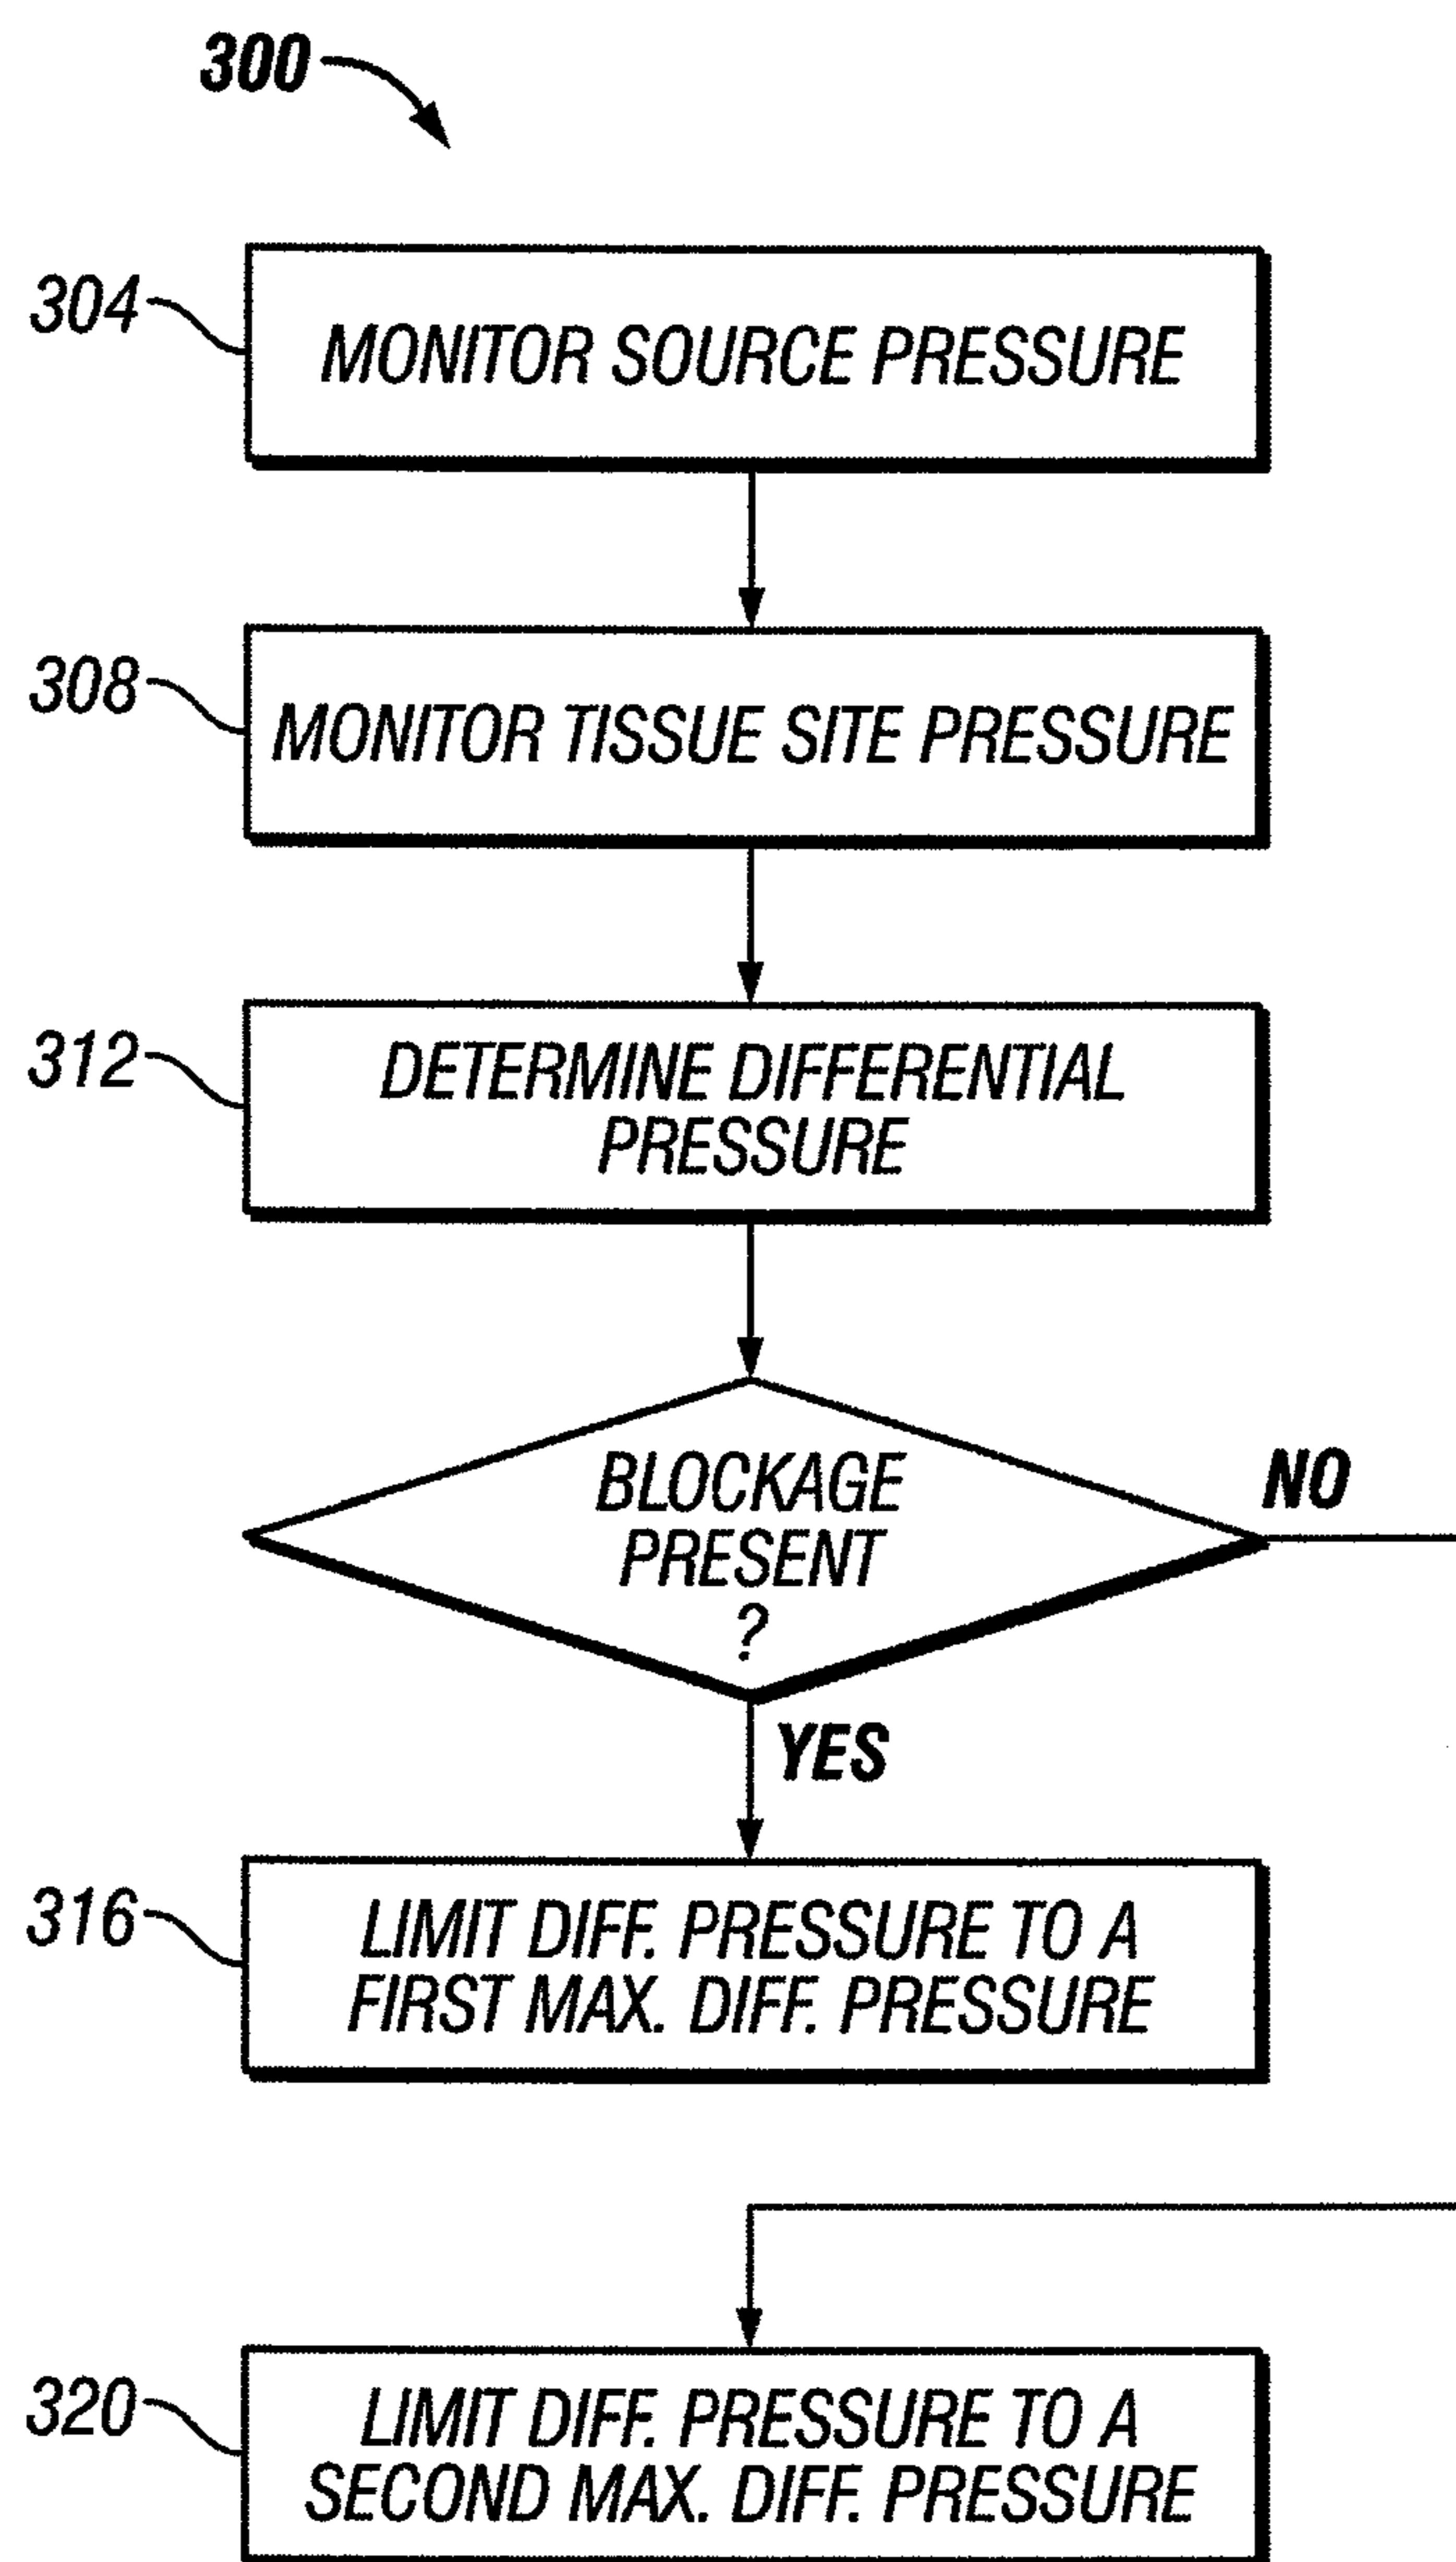 300
304
MONITOR SOURCE PRESSURE
308
MONITOR TISSUE SITE PRESSURE
312
DETERMINE DIFFERENTIAL
PRESSURE
BLOCKAGE
PRESENT
?
NO
YES
316
LIMIT DIFF. PRESSURE TO A
FIRST MAX. DIFF. PRESSURE
320
LIMIT DIFF. PRESSURE TO A
SECOND MAX. DIFF. PRESSURE